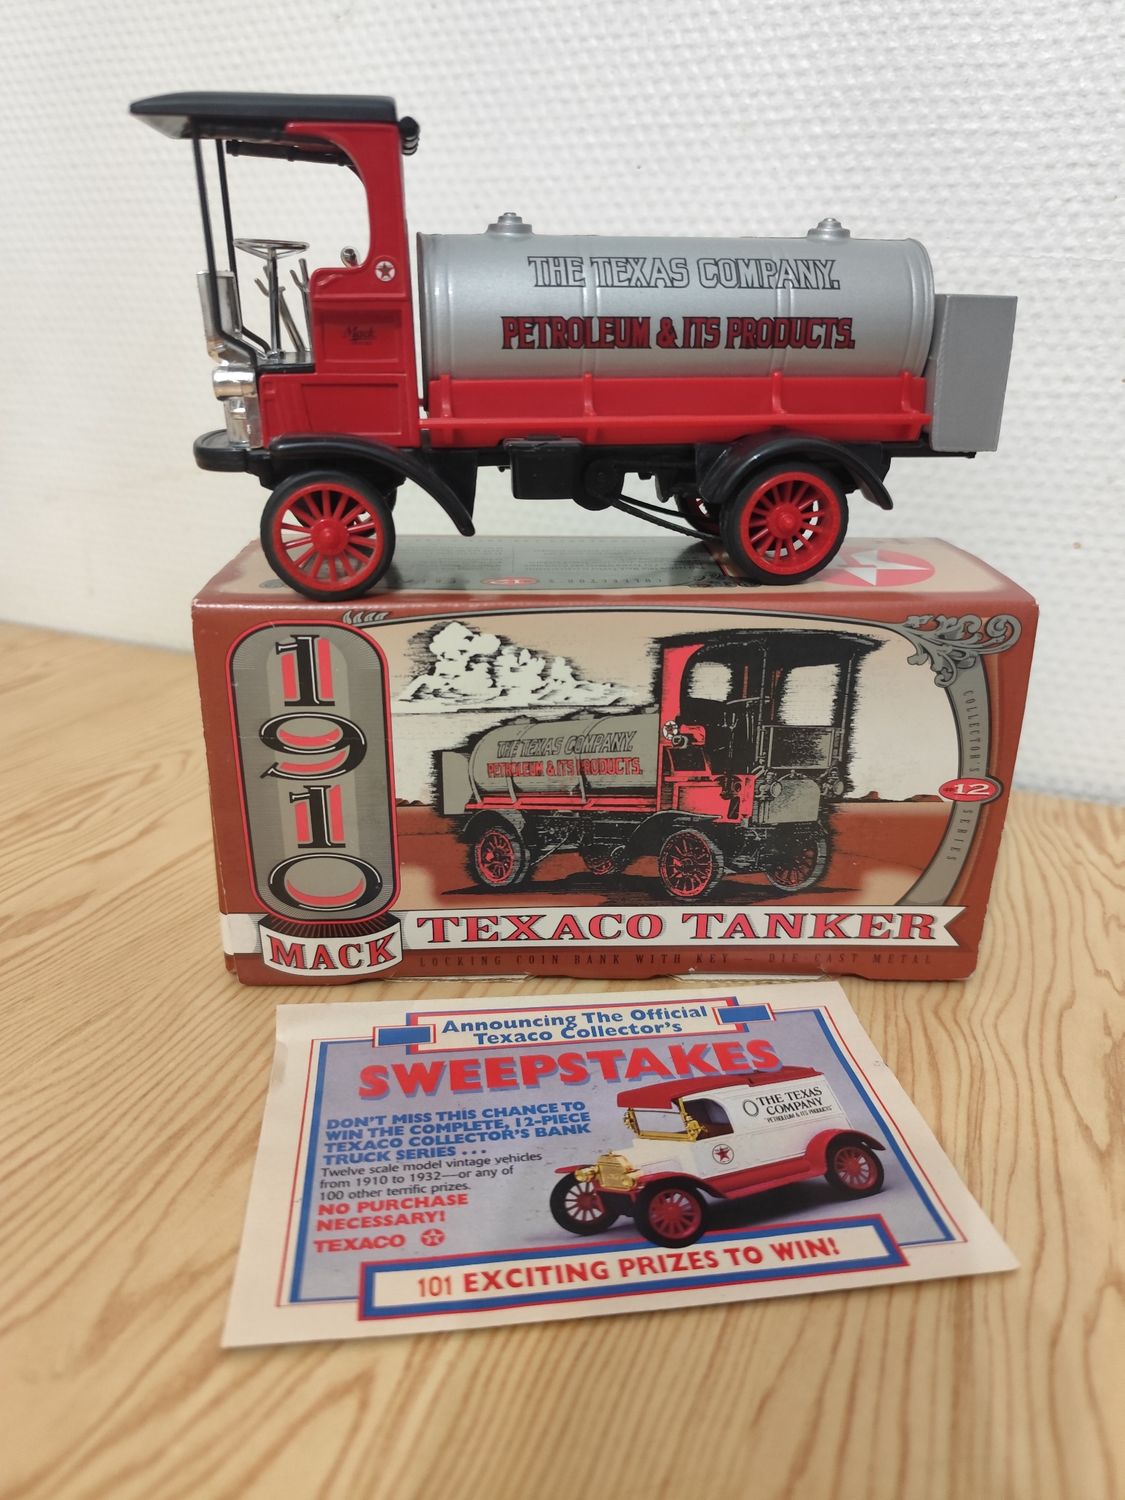 THE TEXAS COMPANY.
PETROLEUM & ITS PRODUCTS.
Mack
1910
MACK
THE TEXAS COMPANY.
PETROLEUM & ITS PRODUCTS.
COLLECTOR'S
#12
SERIES
TEXACO TANKER
LOCKING COIN BANK WITH KEY – DIE CAST METAL
Announcing The Official
Texaco Collector's
SWEEPSTAKES
DON'T MISS THIS CHANCE TO
WIN THE COMPLETE, 12-PIECE
TEXACO COLLECTOR'S BANK
TRUCK SERIES . . .
Twelve scale model vintage vehicles
from 1910 to 1932—or any of
100 other terrific prizes.
NO PURCHASE
NECESSARY!
TEXACO
THE TEXAS
COMPANY
"PETROLEUM & ITS PRODUCTS"
101 EXCITING PRIZES TO WIN!